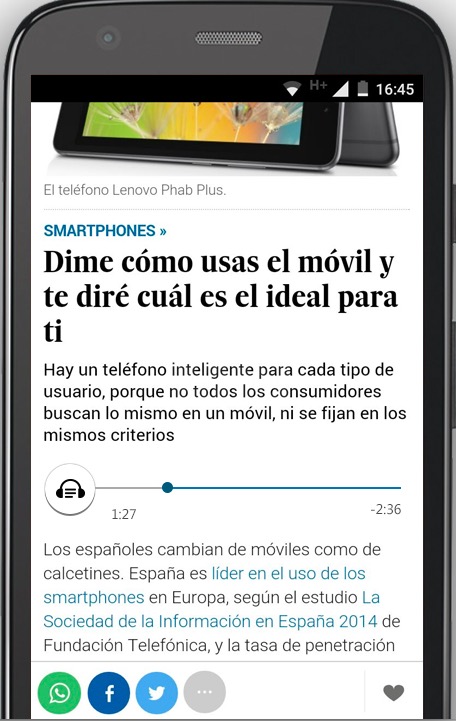 H+ 16:45
El teléfono Lenovo Phab Plus.
SMARTPHONES »
Dime cómo usas el móvil y
te diré cuál es el ideal para
ti
Hay un teléfono inteligente para cada tipo de
usuario, porque no todos los consumidores
buscan lo mismo en un móvil, ni se fijan en los
mismos criterios
1:27
-2:36
Los españoles cambian de móviles como de
calcetines. España es líder en el uso de los
smartphones en Europa, según el estudio La
Sociedad de la Información en España 2014 de
Fundación Telefónica, y la tasa de penetración